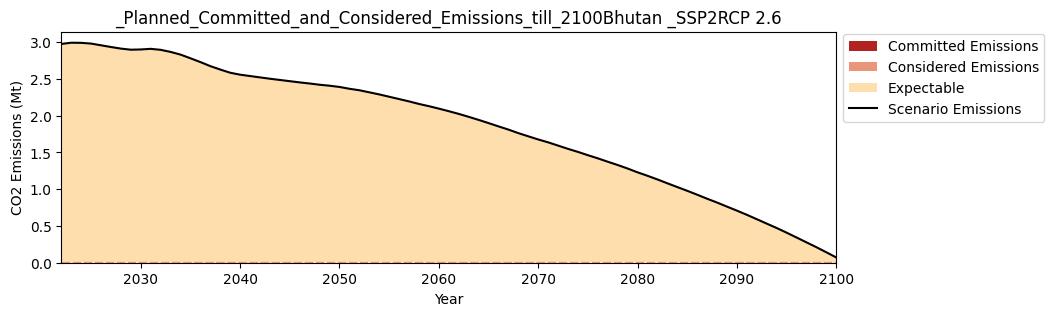 _Planned_Committed_and_Considered_Emissions_till_2100Bhutan _SSP2RCP 2.6
Committed Emissions
Considered Emissions
Expectable
Scenario Emissions
CO2 Emissions (Mt)
3.0
2.5
2.0
1.5
1.0
0.5
0.0
2030 2040 2050 2060 2070 2080 2090 2100
Year